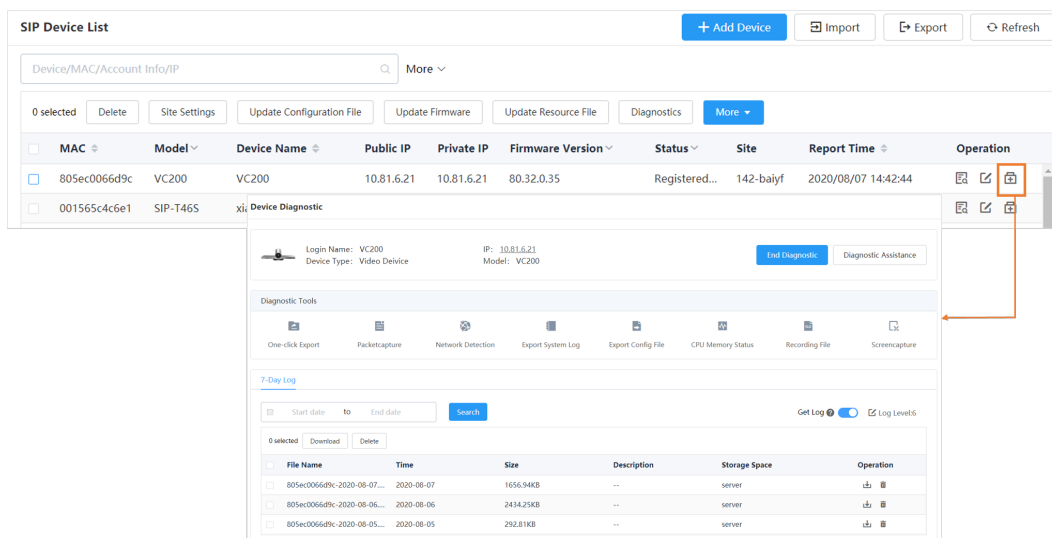 SIP Device List
+ Add Device
Import
Export
Refresh
Device/MAC/Account Info/IP
More
0 selected
Delete
Site Settings
Update Configuration File
Update Firmware
Update Resource File
Diagnostics
More
MAC Model Device Name Public IP Private IP Firmware Version Status Site Report Time Operation
805ec0066d9c VC200 VC200 10.81.6.21 10.81.6.21 80.32.0.35 Registered... 142-baiyf 2020/08/07 14:42:44
001565c4c6e1 SIP-T46S
Device Diagnostic
Login Name: VC200 IP: 10.81.6.21
Device Type: Video Deivice Model: VC200
End Diagnostic
Diagnostic Assistance
Diagnostic Tools
One-click Export Packetcapture Network Detection Export System Log Export Config File CPU Memory Status Recording File Screencapture
7-Day Log
Start date to End date
Search
Get Log
Log Level:6
0 selected
Download
Delete
File Name Time Size Description Storage Space Operation
805ec0066d9c-2020-08-07.... 2020-08-07 1656.94KB -- server
805ec0066d9c-2020-08-06.... 2020-08-06 2434.25KB -- server
805ec0066d9c-2020-08-05.... 2020-08-05 292.81KB -- server